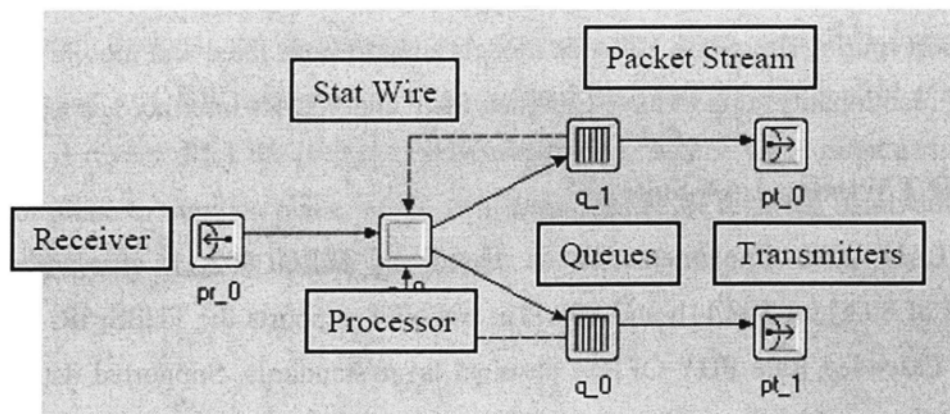 Packet Stream
Stat Wire
q_1
pt_0
Receiver
Queues
Transmitters
pr_0
Processor
q_0
pt_1